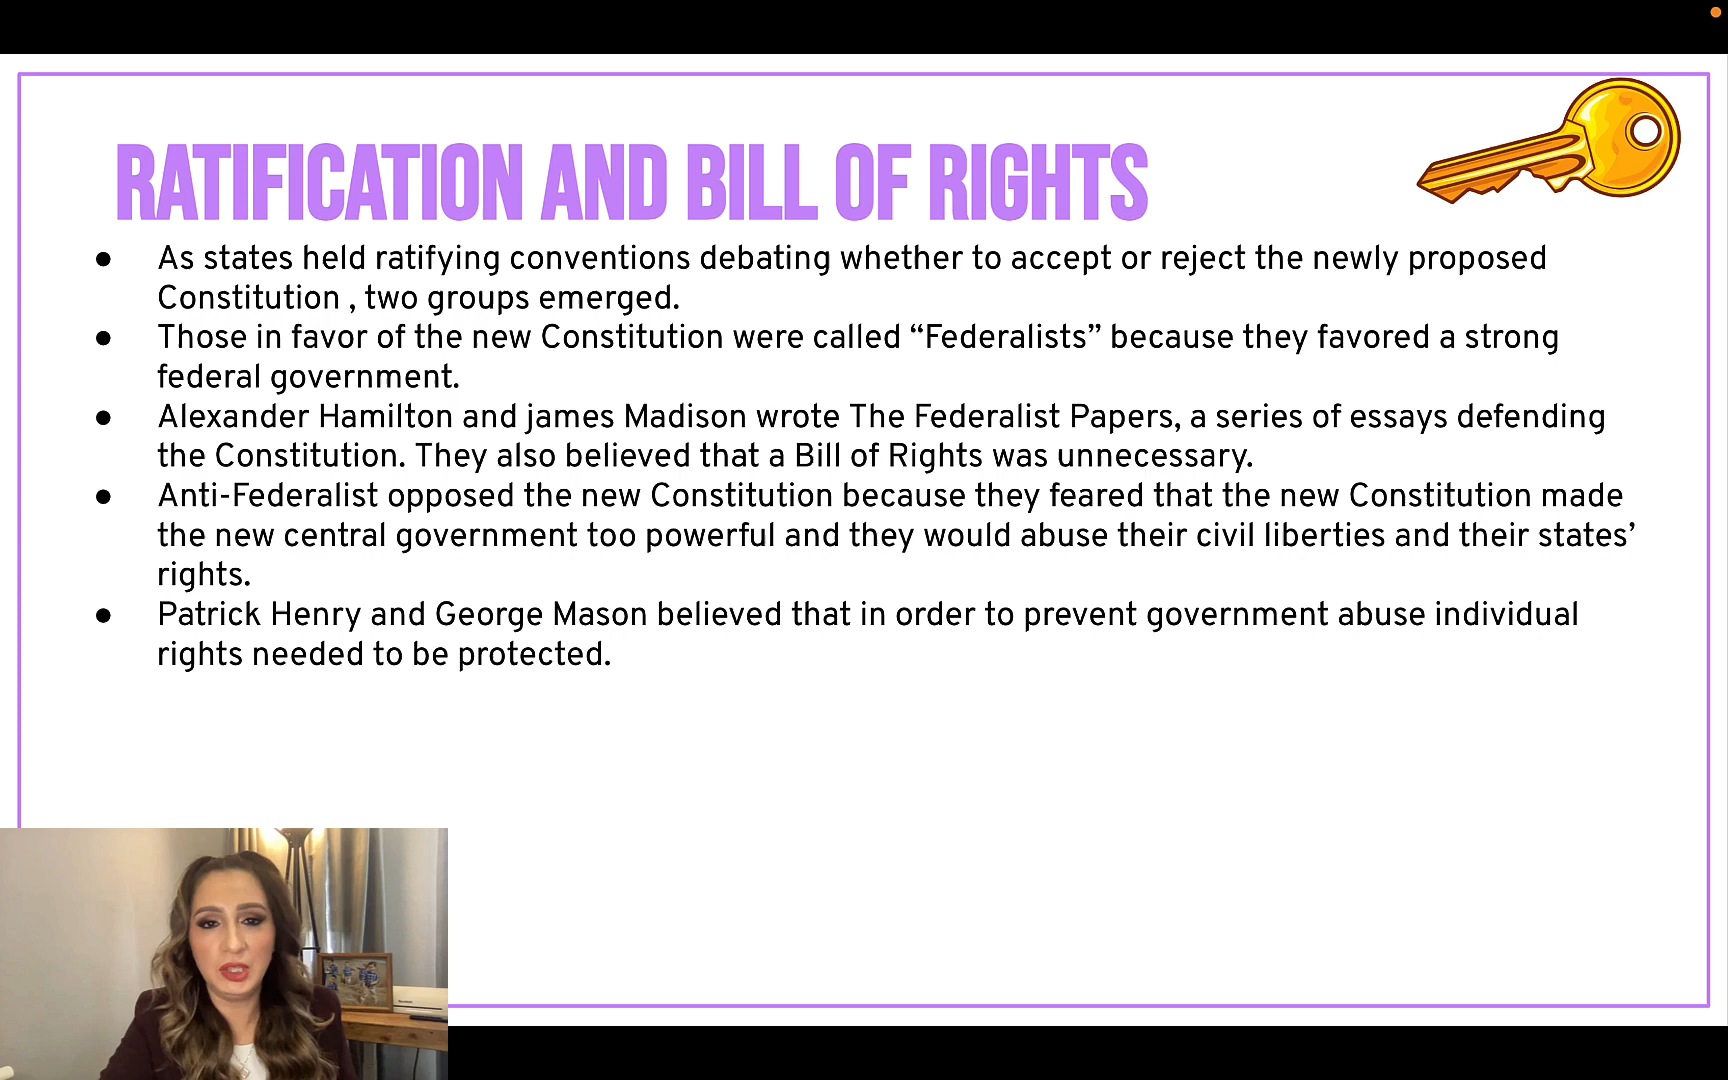 RATIFICATION AND BILL OF RIGHTS
● As states held ratifying conventions debating whether to accept or reject the newly proposed
Constitution , two groups emerged.
● Those in favor of the new Constitution were called “Federalists” because they favored a strong
federal government.
● Alexander Hamilton and james Madison wrote The Federalist Papers, a series of essays defending
the Constitution. They also believed that a Bill of Rights was unnecessary.
● Anti-Federalist opposed the new Constitution because they feared that the new Constitution made
the new central government too powerful and they would abuse their civil liberties and their states’
rights.
● Patrick Henry and George Mason believed that in order to prevent government abuse individual
rights needed to be protected.